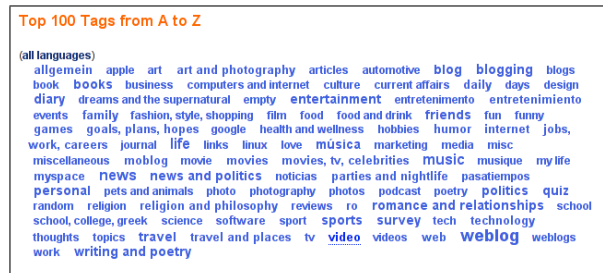 Top 100 Tags from A to Z
(all languages)
allgemein apple art art and photography articles automotive blog blogging blogs
book books business computers and internet culture current affairs daily days design
diary dreams and the supernatural empty entertainment entretenimento entretenimiento
events family fashion, style, shopping film food food and drink friends fun funny
games goals, plans, hopes google health and wellness hobbies humor internet jobs,
work, careers journal life links linux love música marketing media misc
miscellaneous moblog movie movies movies, tv, celebrities music musique my life
myspace news news and politics noticias parties and nightlife pasatiempos
personal pets and animals photo photography photos podcast poetry politics quiz
random religion religion and philosophy reviews ro romance and relationships school
school, college, greek science software sport sports survey tech technology
thoughts topics travel travel and places tv video videos web weblog weblogs
work writing and poetry